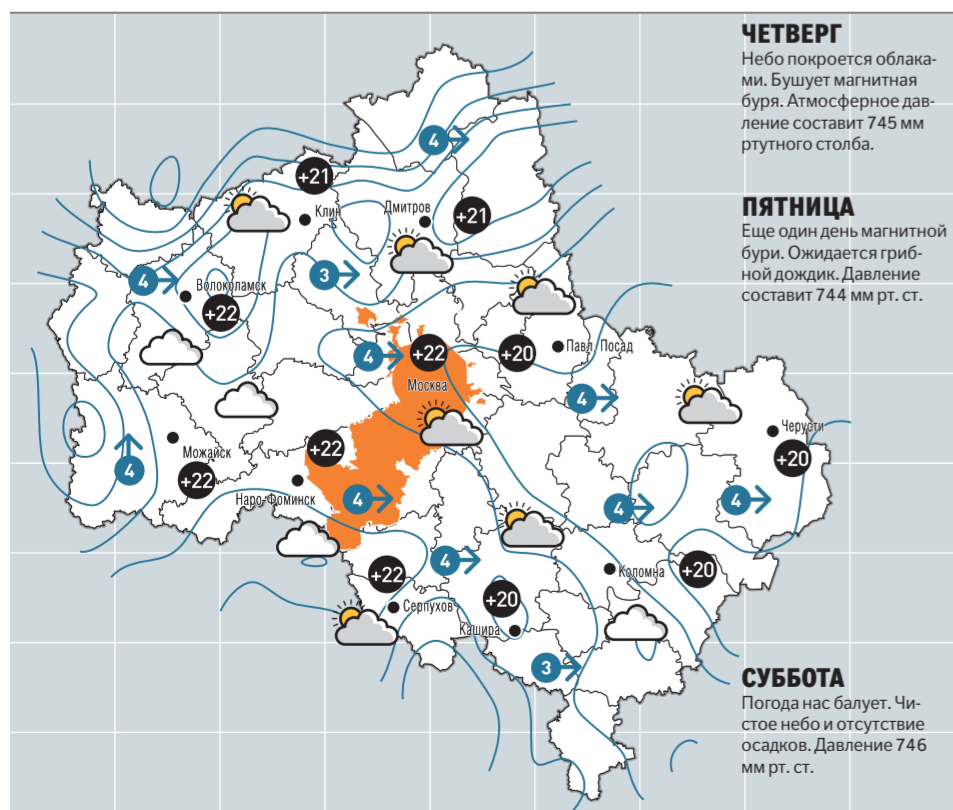 ЧЕТВЕРГ
Небо покроется облака-
ми. Бушует магнитная
буря. Атмосферное дав-
ление составит 745 мм
ртутного столба.
ПЯТНИЦА
Еще один день магнитной
бури. Ожидается гриб-
ной дождик. Давление
составит 744 мм рт. ст.
СУББОТА
Погода нас балует. Чи-
стое небо и отсутствие
осадков. Давление 746
мм рт. ст.
4
+21
Клин
Дмитров
+21
4
3
Волоколамск
+22
4
+22
Москва
+20
Павл. Посад
4
Черусти
+20
Можайск
4
+22
+22
Наро-Фоминск
4
4
4
4
+22
Серпухов
+20
Кашира
Коломна
+20
3